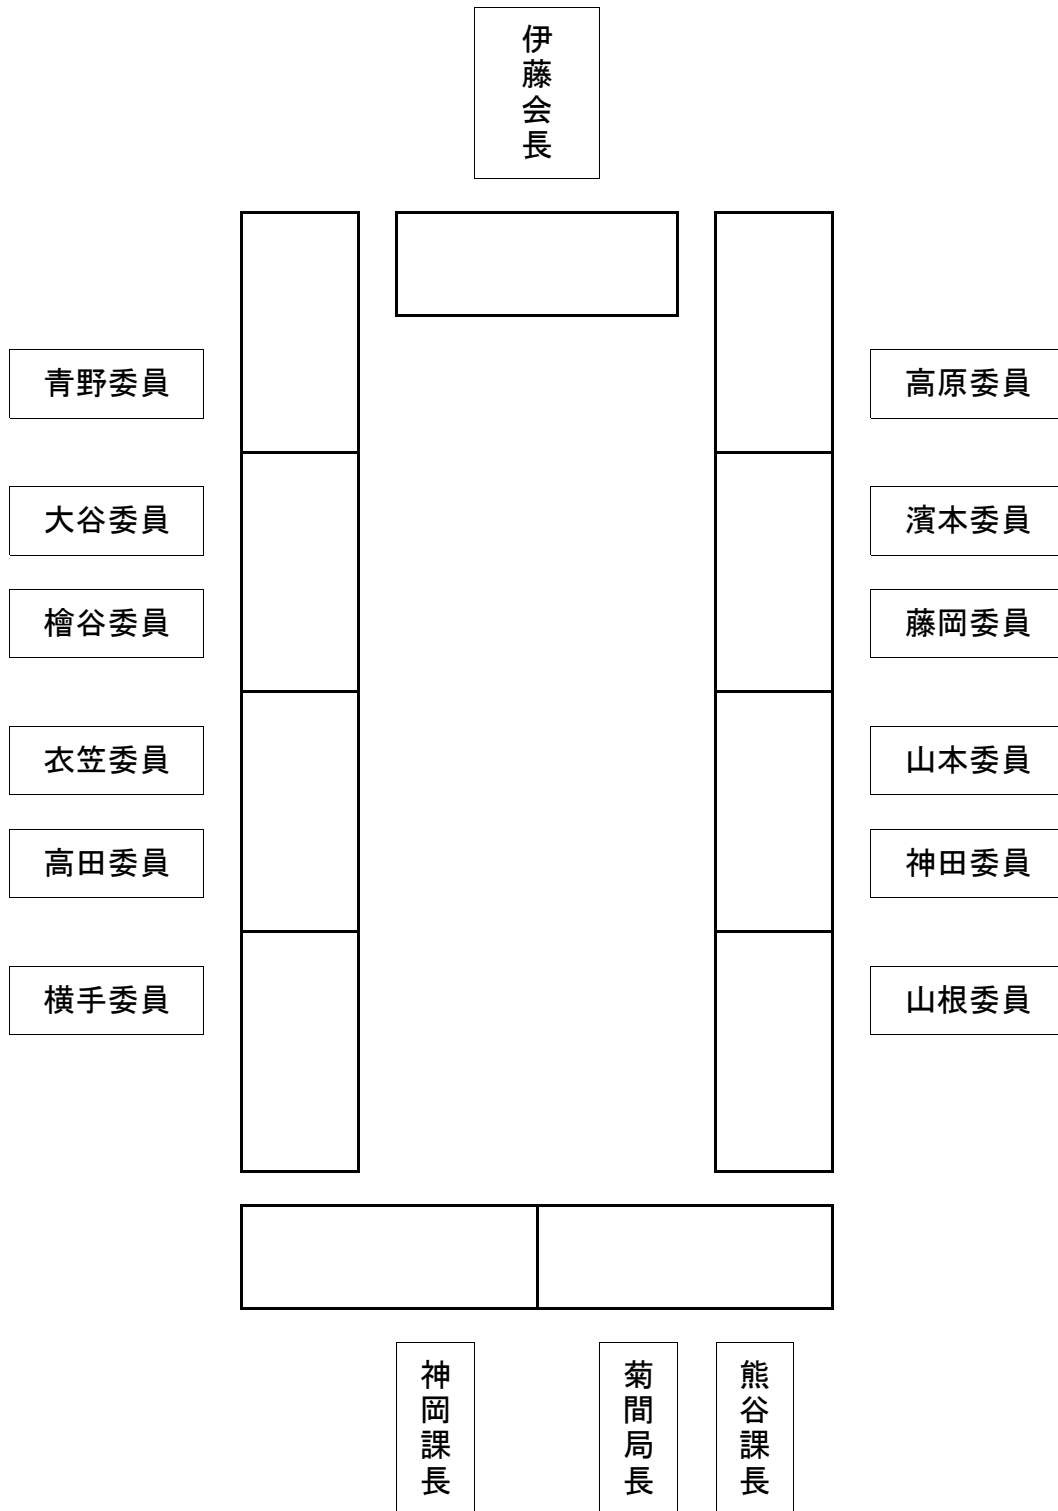 伊藤会長
青野委員
高原委員
大谷委員
濱本委員
檜谷委員
藤岡委員
衣笠委員
山本委員
高田委員
神田委員
横手委員
山根委員
神岡課長
菊間局長
熊谷課長